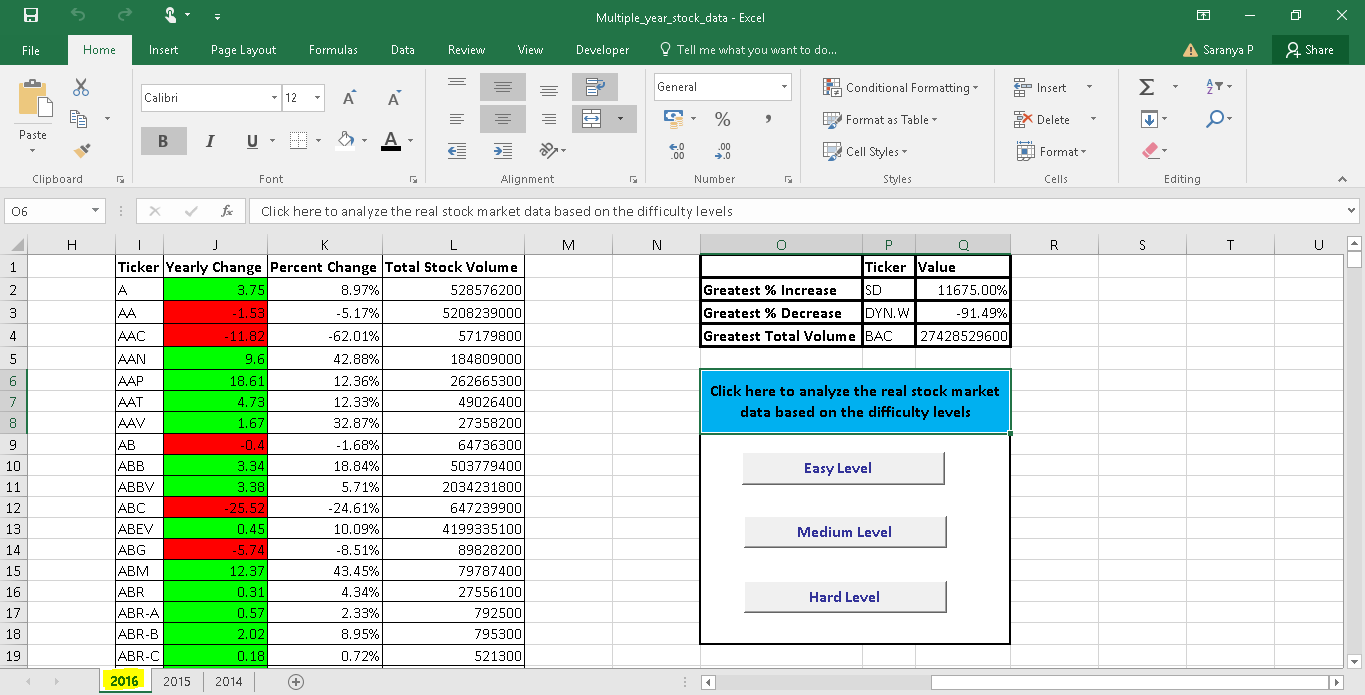 Multiple_year_stock_data - Excel
File Home Insert Page Layout Formulas Data Review View Developer Tell me what you want to do... Saranya P Share
Paste
Calibri 12
B I U A
General
% ,
Conditional Formatting
Format as Table
Cell Styles
Insert
Delete
Format
Clipboard Font Alignment Number Styles Cells Editing
O6 fx Click here to analyze the real stock market data based on the difficulty levels
H I J K L M N O P Q R S T U
1 Ticker Yearly Change Percent Change Total Stock Volume Ticker Value
2 A 3.75 8.97% 528576200 Greatest % Increase SD 11675.00%
3 AA -1.53 -5.17% 5208239000 Greatest % Decrease DYN.W -91.49%
4 AAC -11.82 -62.01% 57179800 Greatest Total Volume BAC 27428529600
5 AAN 9.6 42.88% 184809000
6 AAP 18.61 12.36% 262665300
7 AAT 4.73 12.33% 49026400
8 AAV 1.67 32.87% 27358200
Click here to analyze the real stock market
data based on the difficulty levels
9 AB -0.4 -1.68% 64736300
10 ABB 3.34 18.84% 503779400
Easy Level
11 ABBV 3.38 5.71% 2034231800
12 ABC -25.52 -24.61% 647239900
13 ABEV 0.45 10.09% 4199335100
Medium Level
14 ABG -5.74 -8.51% 89828200
15 ABM 12.37 43.45% 79787400
16 ABR 0.31 4.34% 27556100
Hard Level
17 ABR-A 0.57 2.33% 792500
18 ABR-B 2.02 8.95% 795300
19 ABR-C 0.18 0.72% 521300
2016 2015 2014